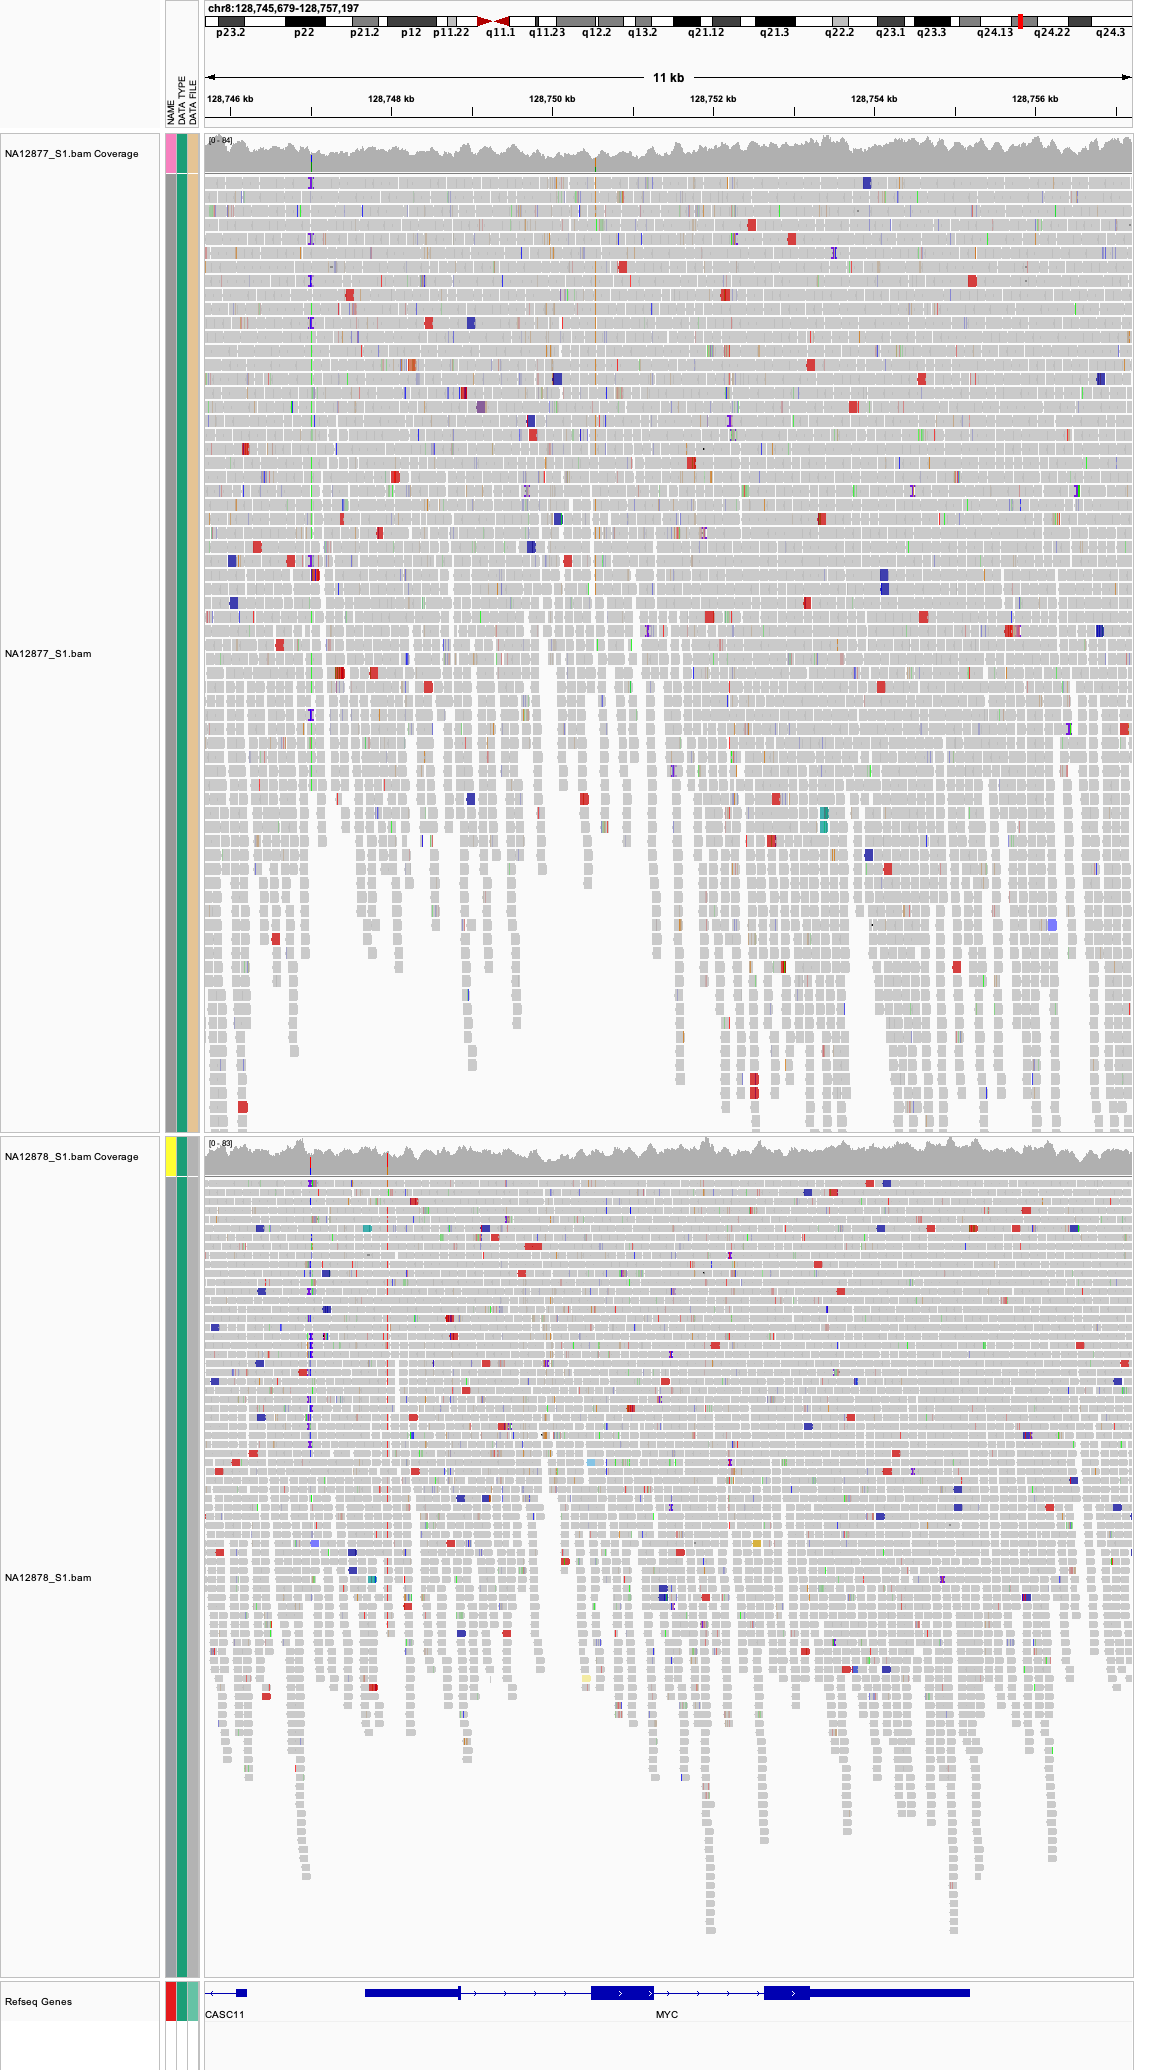 chr8:128,745,679-128,757,197
p23.2 p22 p21.2 p12 p11.22 q11.1 q11.23 q12.2 q13.2 q21.12 q21.3 q22.2 q23.1 q23.3 q24.13 q24.22 q24.3
11 kb
NAME
DATA TYPE
DATA FILE
128,746 kb 128,748 kb 128,750 kb 128,752 kb 128,754 kb 128,756 kb
[0 - 84]
NA12877_S1.bam Coverage
NA12877_S1.bam
[0 - 83]
NA12878_S1.bam Coverage
NA12878_S1.bam
Refseq Genes
CASC11 MYC